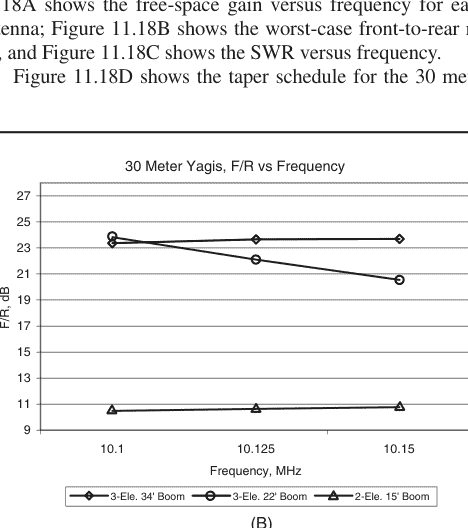 18A shows the free-space gain versus frequency for
tenna; Figure 11.18B shows the worst-case front-to-rear
, and Figure 11.18C shows the SWR versus frequency.
Figure 11.18D shows the taper schedule for the 30
30 Meter Yagis, F/R vs Frequency
27
25
23
21
19
17
15
13
11
9
F/R, dB
10.1 10.125 10.15
Frequency, MHz
3-Ele. 34' Boom 3-Ele. 22' Boom 2-Ele. 15' Boom
(B)